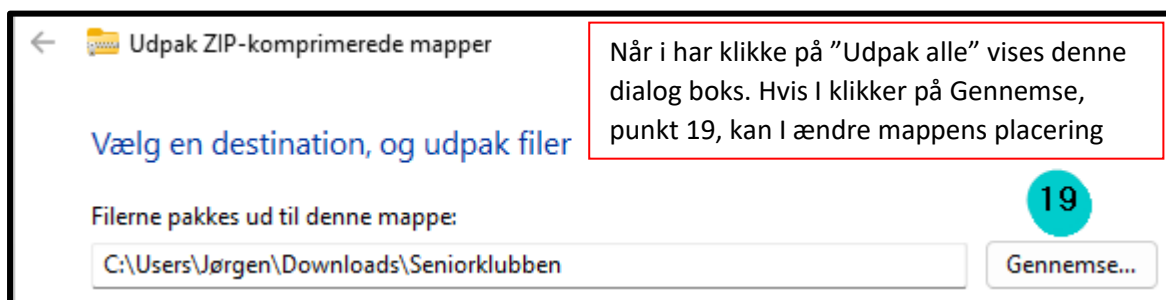 Udpak ZIP-komprimerede mapper
Når i har klikke på ”Udpak alle” vises denne
dialog boks. Hvis I klikker på Gennemse,
punkt 19, kan I ændre mappens placering
Vælg en destination, og udpak filer
19
Filerne pakkes ud til denne mappe:
C:\Users\Jørgen\Downloads\Seniorklubben
Gennemse...